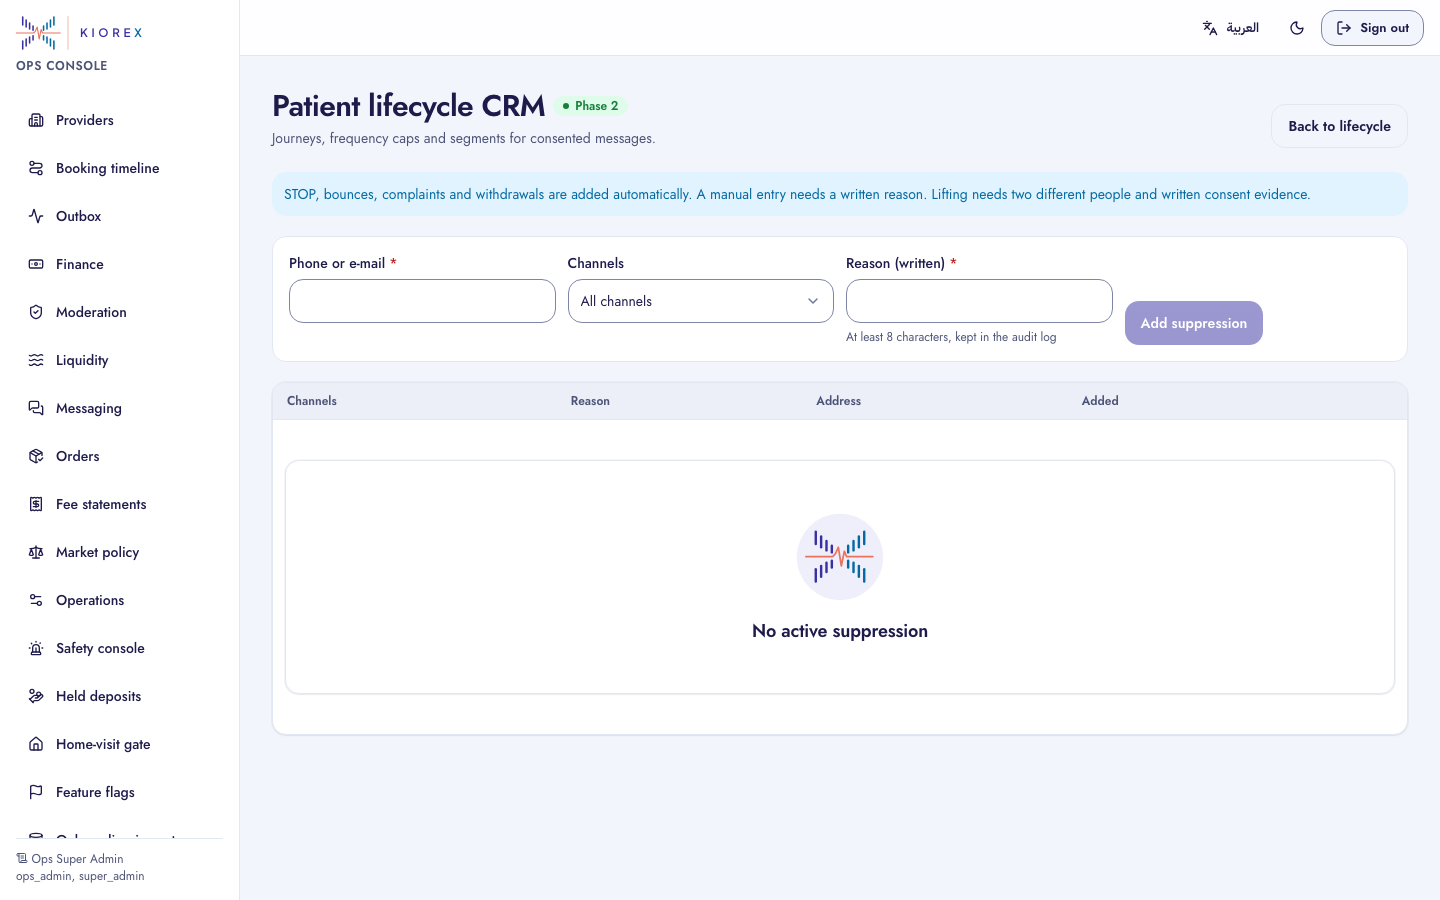 KIOREX
OPS CONSOLE
العربية
Sign out
Providers
Booking timeline
Outbox
Finance
Moderation
Liquidity
Messaging
Orders
Fee statements
Market policy
Operations
Safety console
Held deposits
Home-visit gate
Feature flags
Ops Super Admin
ops_admin, super_admin
Patient lifecycle CRM
Phase 2
Journeys, frequency caps and segments for consented messages.
Back to lifecycle
STOP, bounces, complaints and withdrawals are added automatically. A manual entry needs a written reason. Lifting needs two different people and written consent evidence.
Phone or e-mail *
Channels
All channels
Reason (written) *
At least 8 characters, kept in the audit log
Add suppression
Channels Reason Address Added
No active suppression